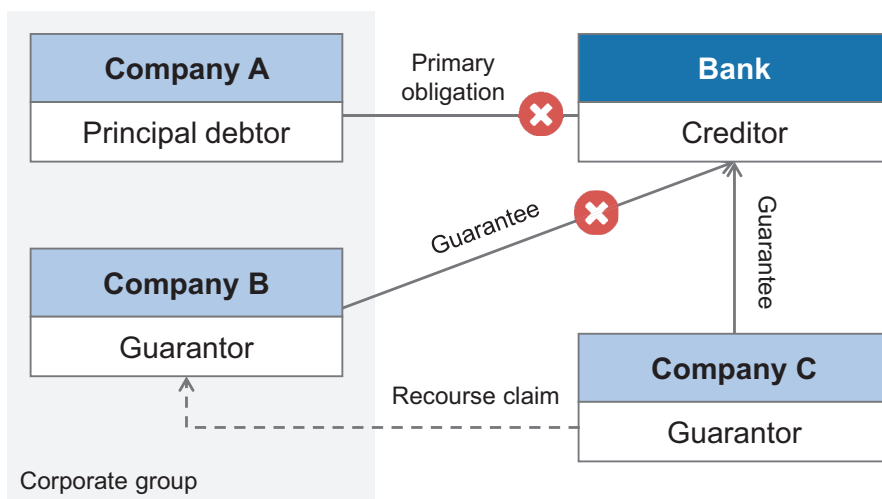 Company A
Principal debtor
Primary
obligation
Bank
Creditor
Guarantee
Guarantee
Company B
Guarantor
Recourse claim
Company C
Guarantor
Corporate group